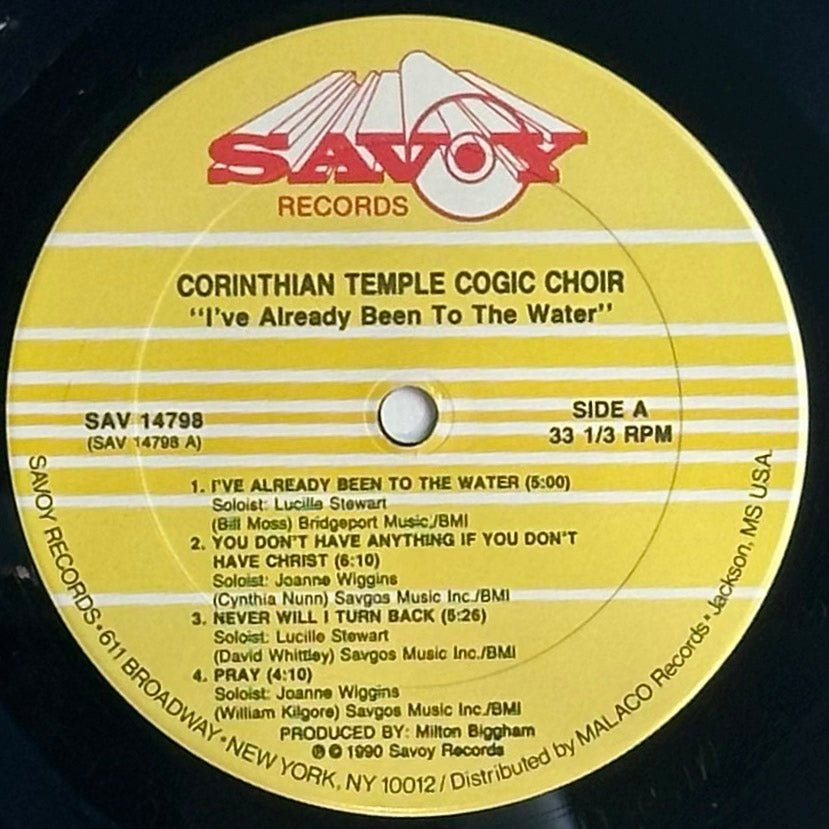 SAVOY
RECORDS
CORINTHIAN TEMPLE COGIC CHOIR
"I've Already Been To The Water"
SAV 14798
(SAV 14798 A)
SIDE A
33 1/3 RPM
1. I'VE ALREADY BEEN TO THE WATER (5:00)
Soloist: Lucille Stewart
(Bill Moss) Bridgeport Music./BMI
2. YOU DON'T HAVE ANYTHING IF YOU DON'T
HAVE CHRIST (6:10)
Soloist: Joanne Wiggins
(Cynthia Nunn) Savgos Music Inc./BMI
3. NEVER WILL I TURN BACK (5:26)
Soloist: Lucille Stewart
(David Whittley) Savgos Music Inc./BMI
4. PRAY (4:10)
Soloist: Joanne Wiggins
(William Kilgore) Savgos Music Inc./BMI
PRODUCED BY: Milton Biggham
℗ © 1990 Savoy Records
SAVOY RECORDS • 611 BROADWAY • NEW YORK, NY 10012 / Distributed by MALACO Records • Jackson, MS U.S.A.